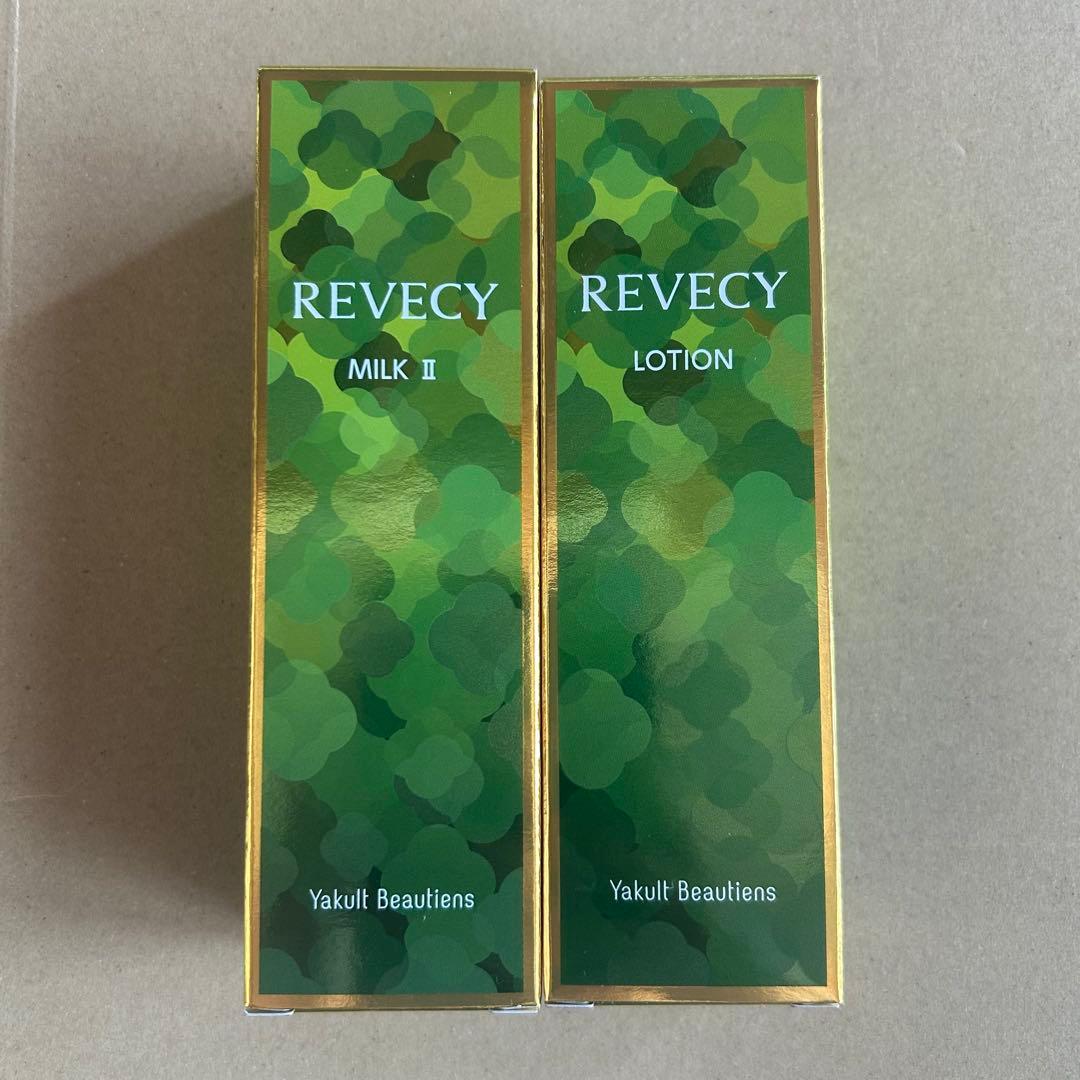 REVECY
MILK Ⅱ
Yakult Beautiens
REVECY
LOTION
Yakult Beautiens